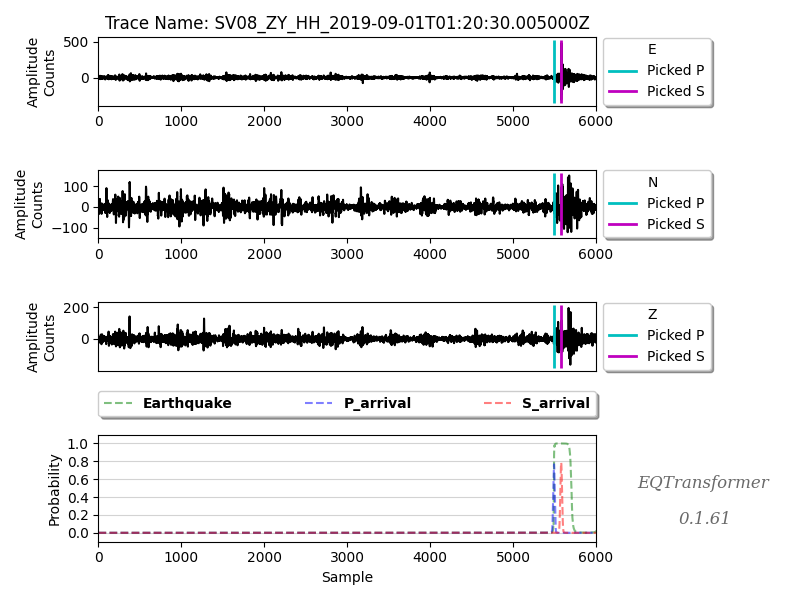 Trace Name: SV08_ZY_HH_2019-09-01T01:20:30.005000Z
Amplitude
Counts
500
0
0 1000 2000 3000 4000 5000 6000
E
Picked P
Picked S
Amplitude
Counts
100
0
−100
0 1000 2000 3000 4000 5000 6000
N
Picked P
Picked S
Amplitude
Counts
200
0
0 1000 2000 3000 4000 5000 6000
Z
Picked P
Picked S
Earthquake P_arrival S_arrival
Probability
1.0
0.8
0.6
0.4
0.2
0.0
0 1000 2000 3000 4000 5000 6000
Sample
EQTransformer
0.1.61